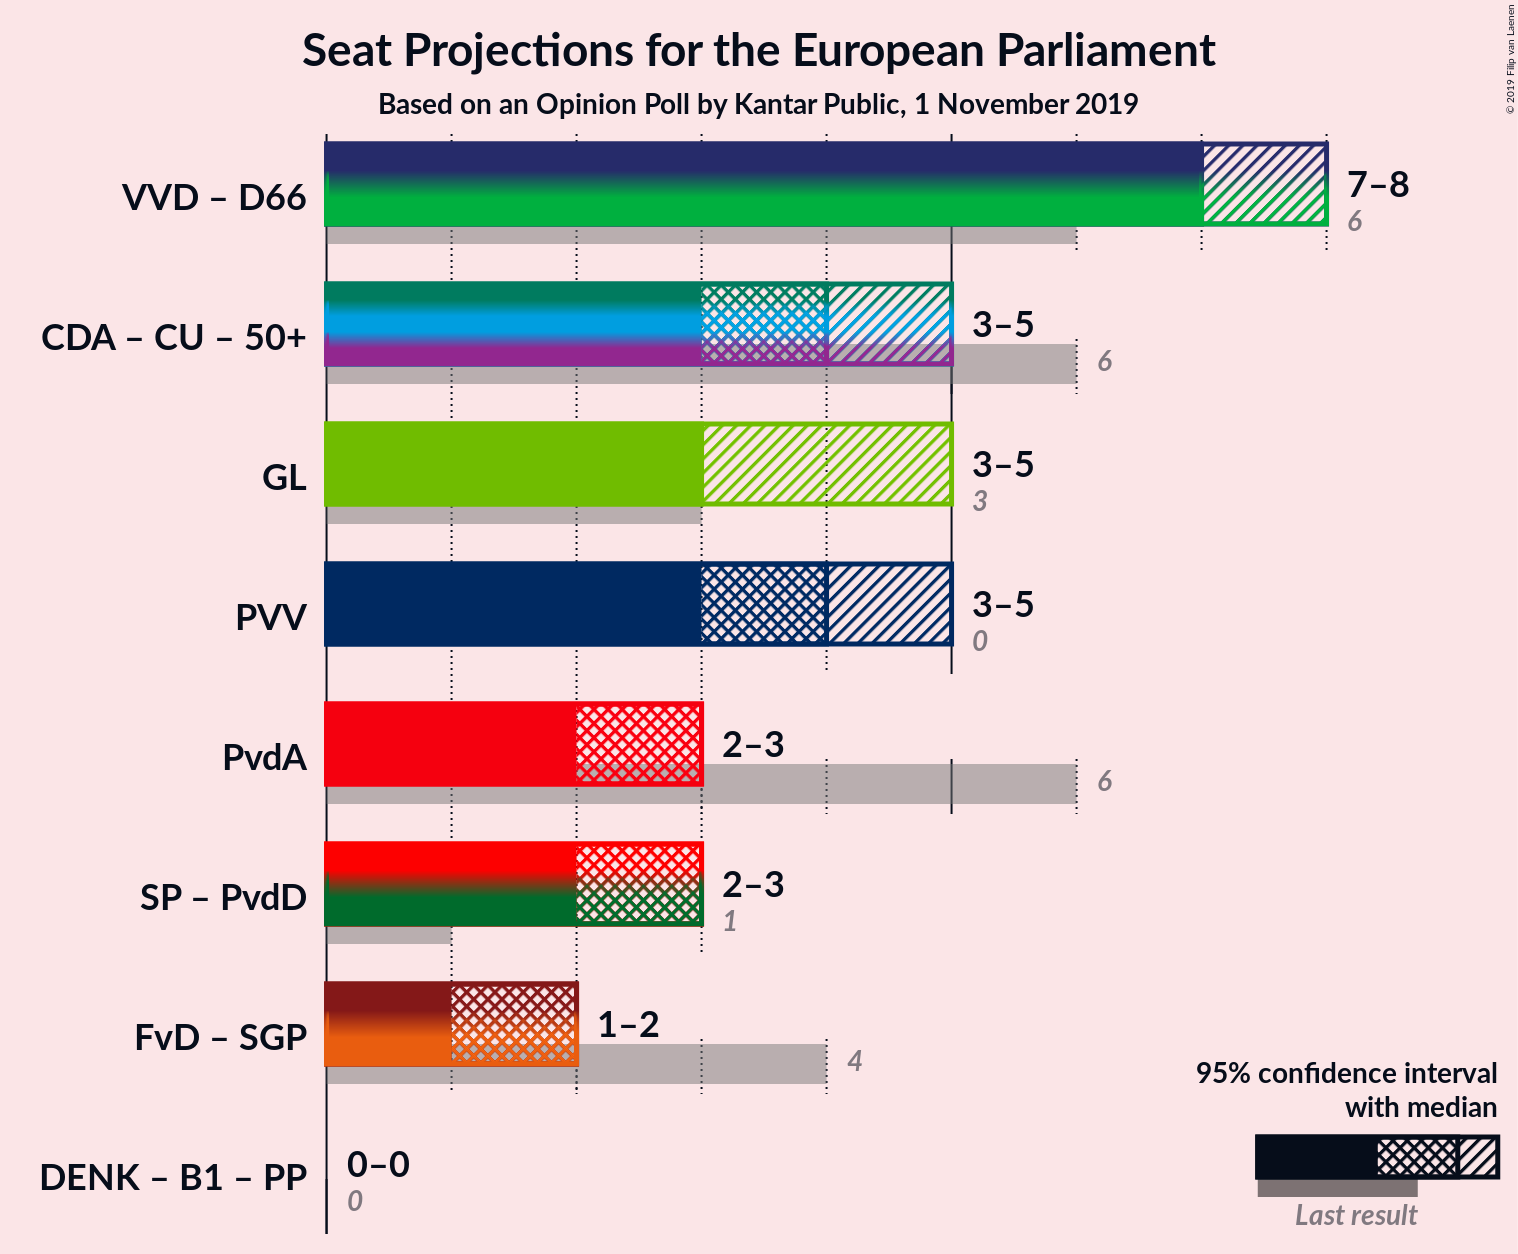 Seat Projections for the European Parliament
Based on an Opinion Poll by Kantar Public, 1 November 2019
© 2019 Filip van Laenen
VVD – D66
7–8
6
CDA – CU – 50+
3–5
6
GL
3–5
3
PVV
3–5
0
PvdA
2–3
6
SP – PvdD
2–3
1
FvD – SGP
1–2
4
DENK – B1 – PP
0–0
0
95% confidence interval
with median
Last result